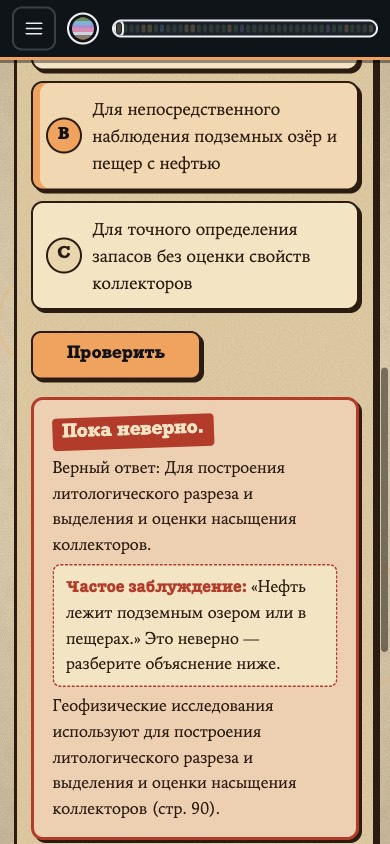 B
Для непосредственного
наблюдения подземных озёр и
пещер с нефтью
C
Для точного определения
запасов без оценки свойств
коллекторов
Проверить
Пока неверно.
Верный ответ: Для построения
литологического разреза и
выделения и оценки насыщения
коллекторов.
Частое заблуждение: «Нефть
лежит подземным озером или в
пещерах.» Это неверно —
разберите объяснение ниже.
Геофизические исследования
используют для построения
литологического разреза и
выделения и оценки насыщения
коллекторов (стр. 90).